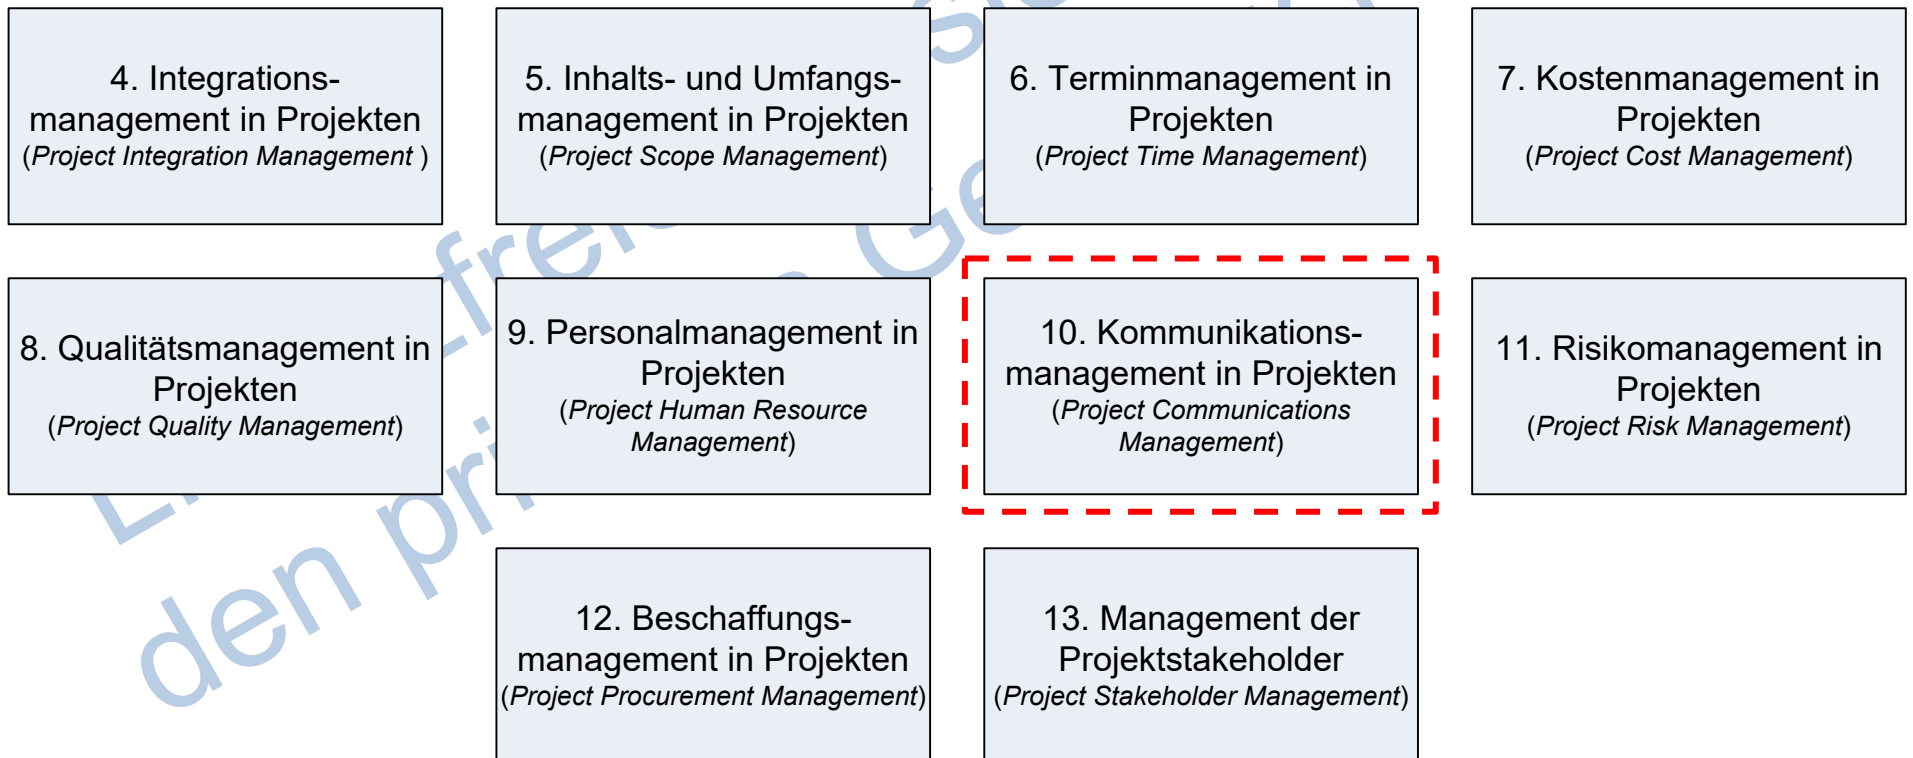 4. Integrations-
management in Projekten
(Project Integration Management )
5. Inhalts- und Umfangs-
management in Projekten
(Project Scope Management)
6. Terminmanagement in
Projekten
(Project Time Management)
7. Kostenmanagement in
Projekten
(Project Cost Management)
8. Qualitätsmanagement in
Projekten
(Project Quality Management)
9. Personalmanagement in
Projekten
(Project Human Resource
Management)
10. Kommunikations-
management in Projekten
(Project Communications
Management)
11. Risikomanagement in
Projekten
(Project Risk Management)
12. Beschaffungs-
management in Projekten
(Project Procurement Management)
13. Management der
Projektstakeholder
(Project Stakeholder Management)
den